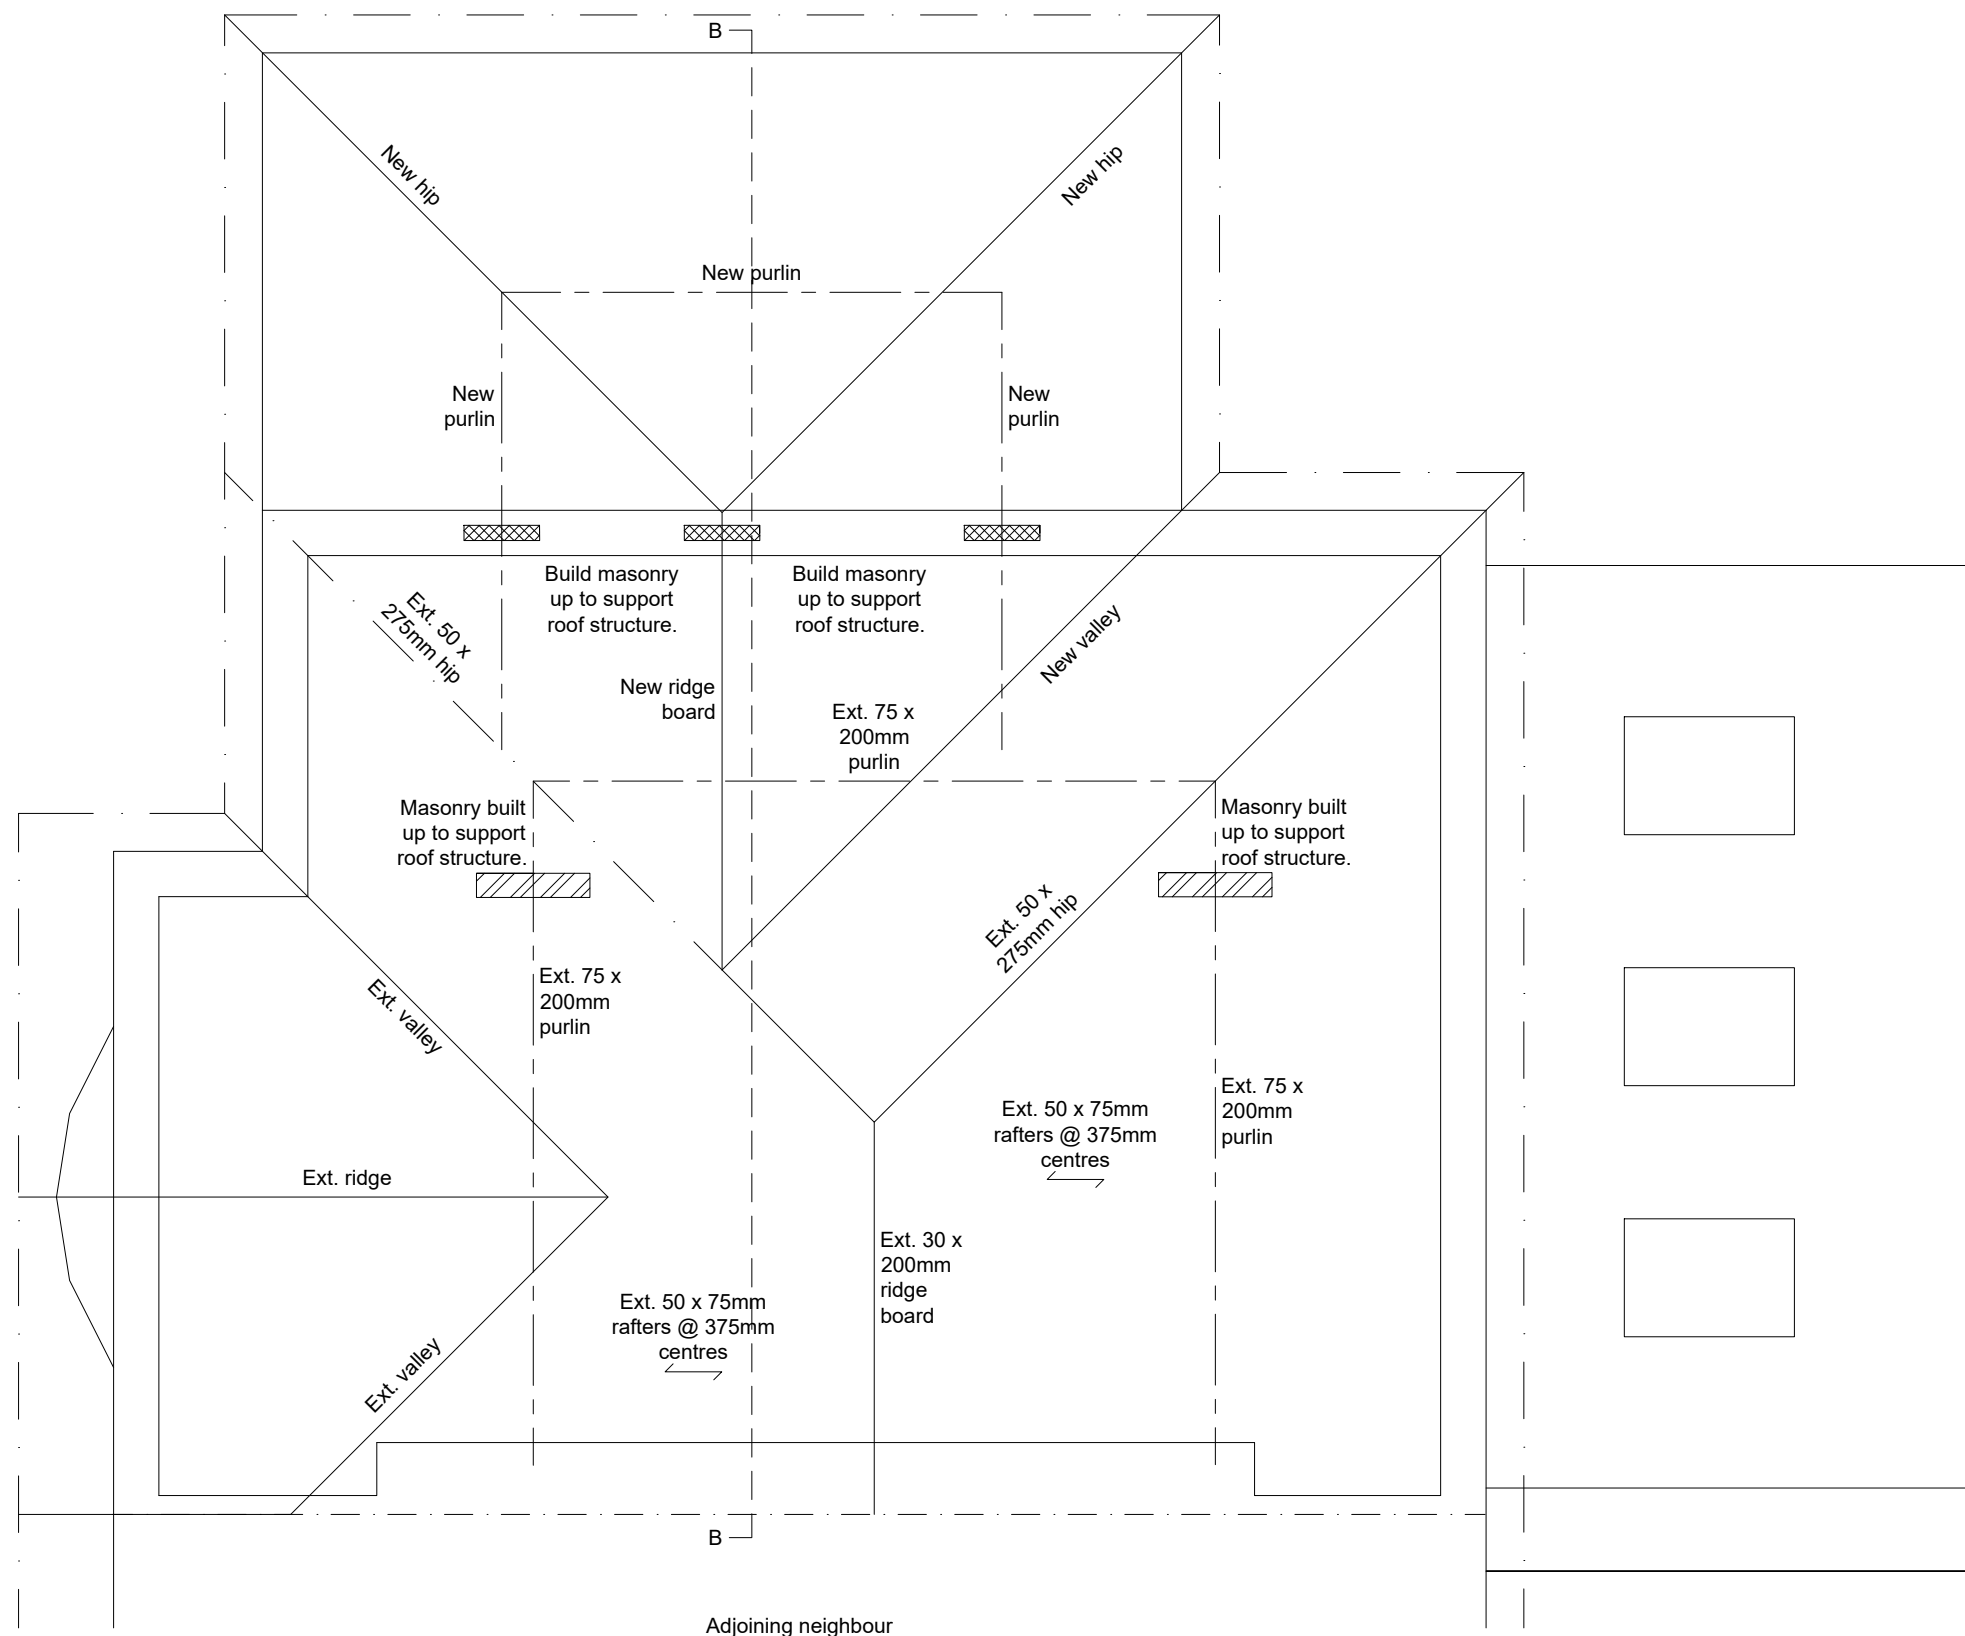 B
New hip
New hip
New purlin
New
purlin
New
purlin
Build masonry
up to support
roof structure.
Build masonry
up to support
roof structure.
Ext. 50 x
275mm hip
New valley
New ridge
board
Ext. 75 x
200mm
purlin
Masonry built
up to support
roof structure.
Masonry built
up to support
roof structure.
Ext. 50 x
275mm hip
Ext. valley
Ext. 75 x
200mm
purlin
Ext. 50 x 75mm
rafters @ 375mm
centres
Ext. 75 x
200mm
purlin
Ext. ridge
Ext. 30 x
200mm
ridge
board
Ext. 50 x 75mm
rafters @ 375mm
centres
Ext. valley
B
Adjoining neighbour